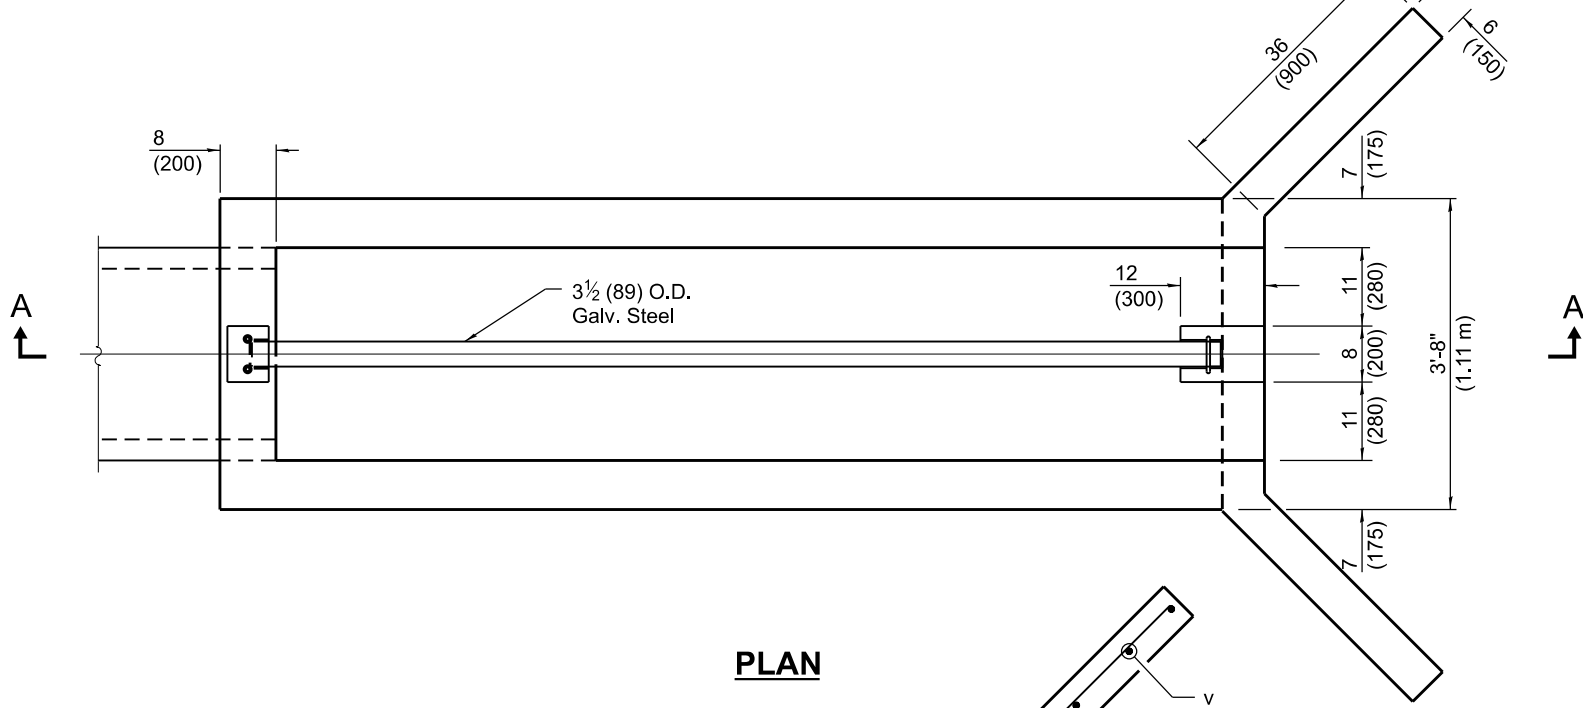 36
(900)
6
(150)
8
(200)
7
(175)
3½ (89) O.D.
Galv. Steel
12
(300)
11
(280)
A
A
8
(200)
3'-8"
(1.11 m)
11
(280)
7
(175)
PLAN
v